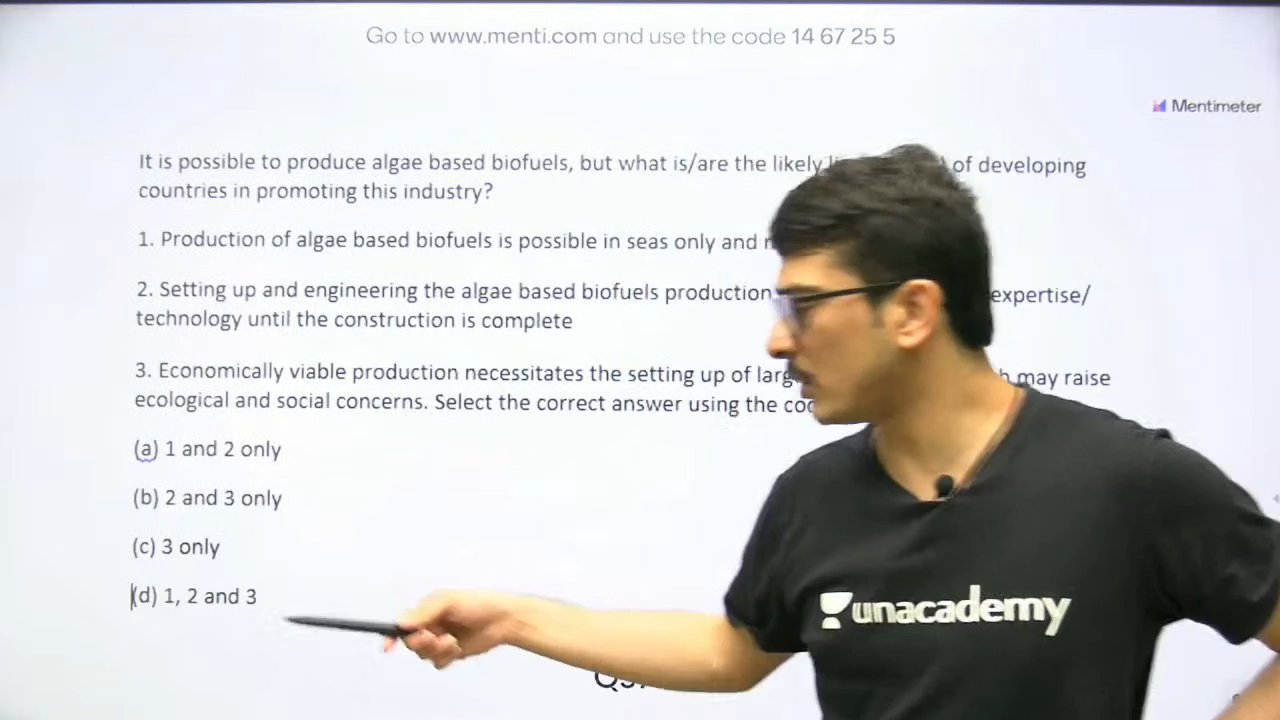 Go to www.menti.com and use the code 14 67 25 5
Mentimeter
It is possible to produce algae based biofuels, but what is/are the likely of developing
countries in promoting this industry?
1. Production of algae based biofuels is possible in seas only and
2. Setting up and engineering the algae based biofuels production expertise/
technology until the construction is complete
3. Economically viable production necessitates the setting up of may raise
ecological and social concerns. Select the correct answer using the
(a) 1 and 2 only
(b) 2 and 3 only
(c) 3 only
(d) 1, 2 and 3
unacademy